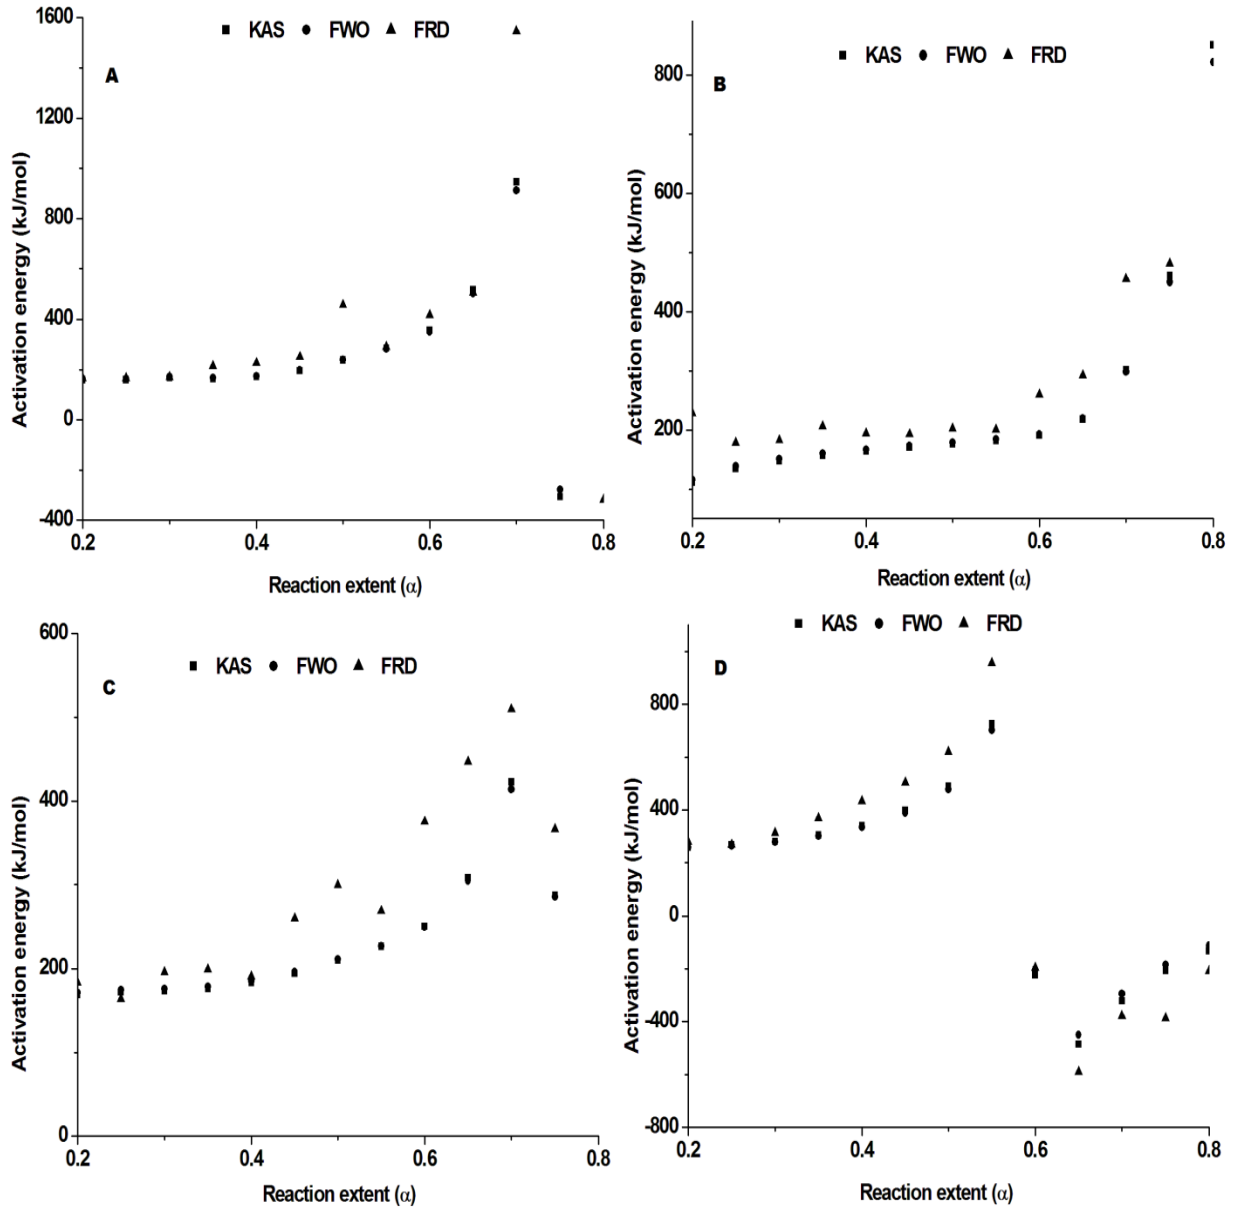 KAS FWO FRD
A
1600
1200
800
400
0
-400
0.2 0.4 0.6 0.8
Activation energy (kJ/mol)
Reaction extent (α)
KAS FWO FRD
B
800
600
400
200
0.2 0.4 0.6 0.8
Activation energy (kJ/mol)
Reaction extent (α)
KAS FWO FRD
C
600
400
200
0
0.2 0.4 0.6 0.8
Activation energy (kJ/mol)
Reaction extent (α)
KAS FWO FRD
D
800
400
0
-400
-800
0.2 0.4 0.6 0.8
Activation energy (kJ/mol)
Reaction extent (α)